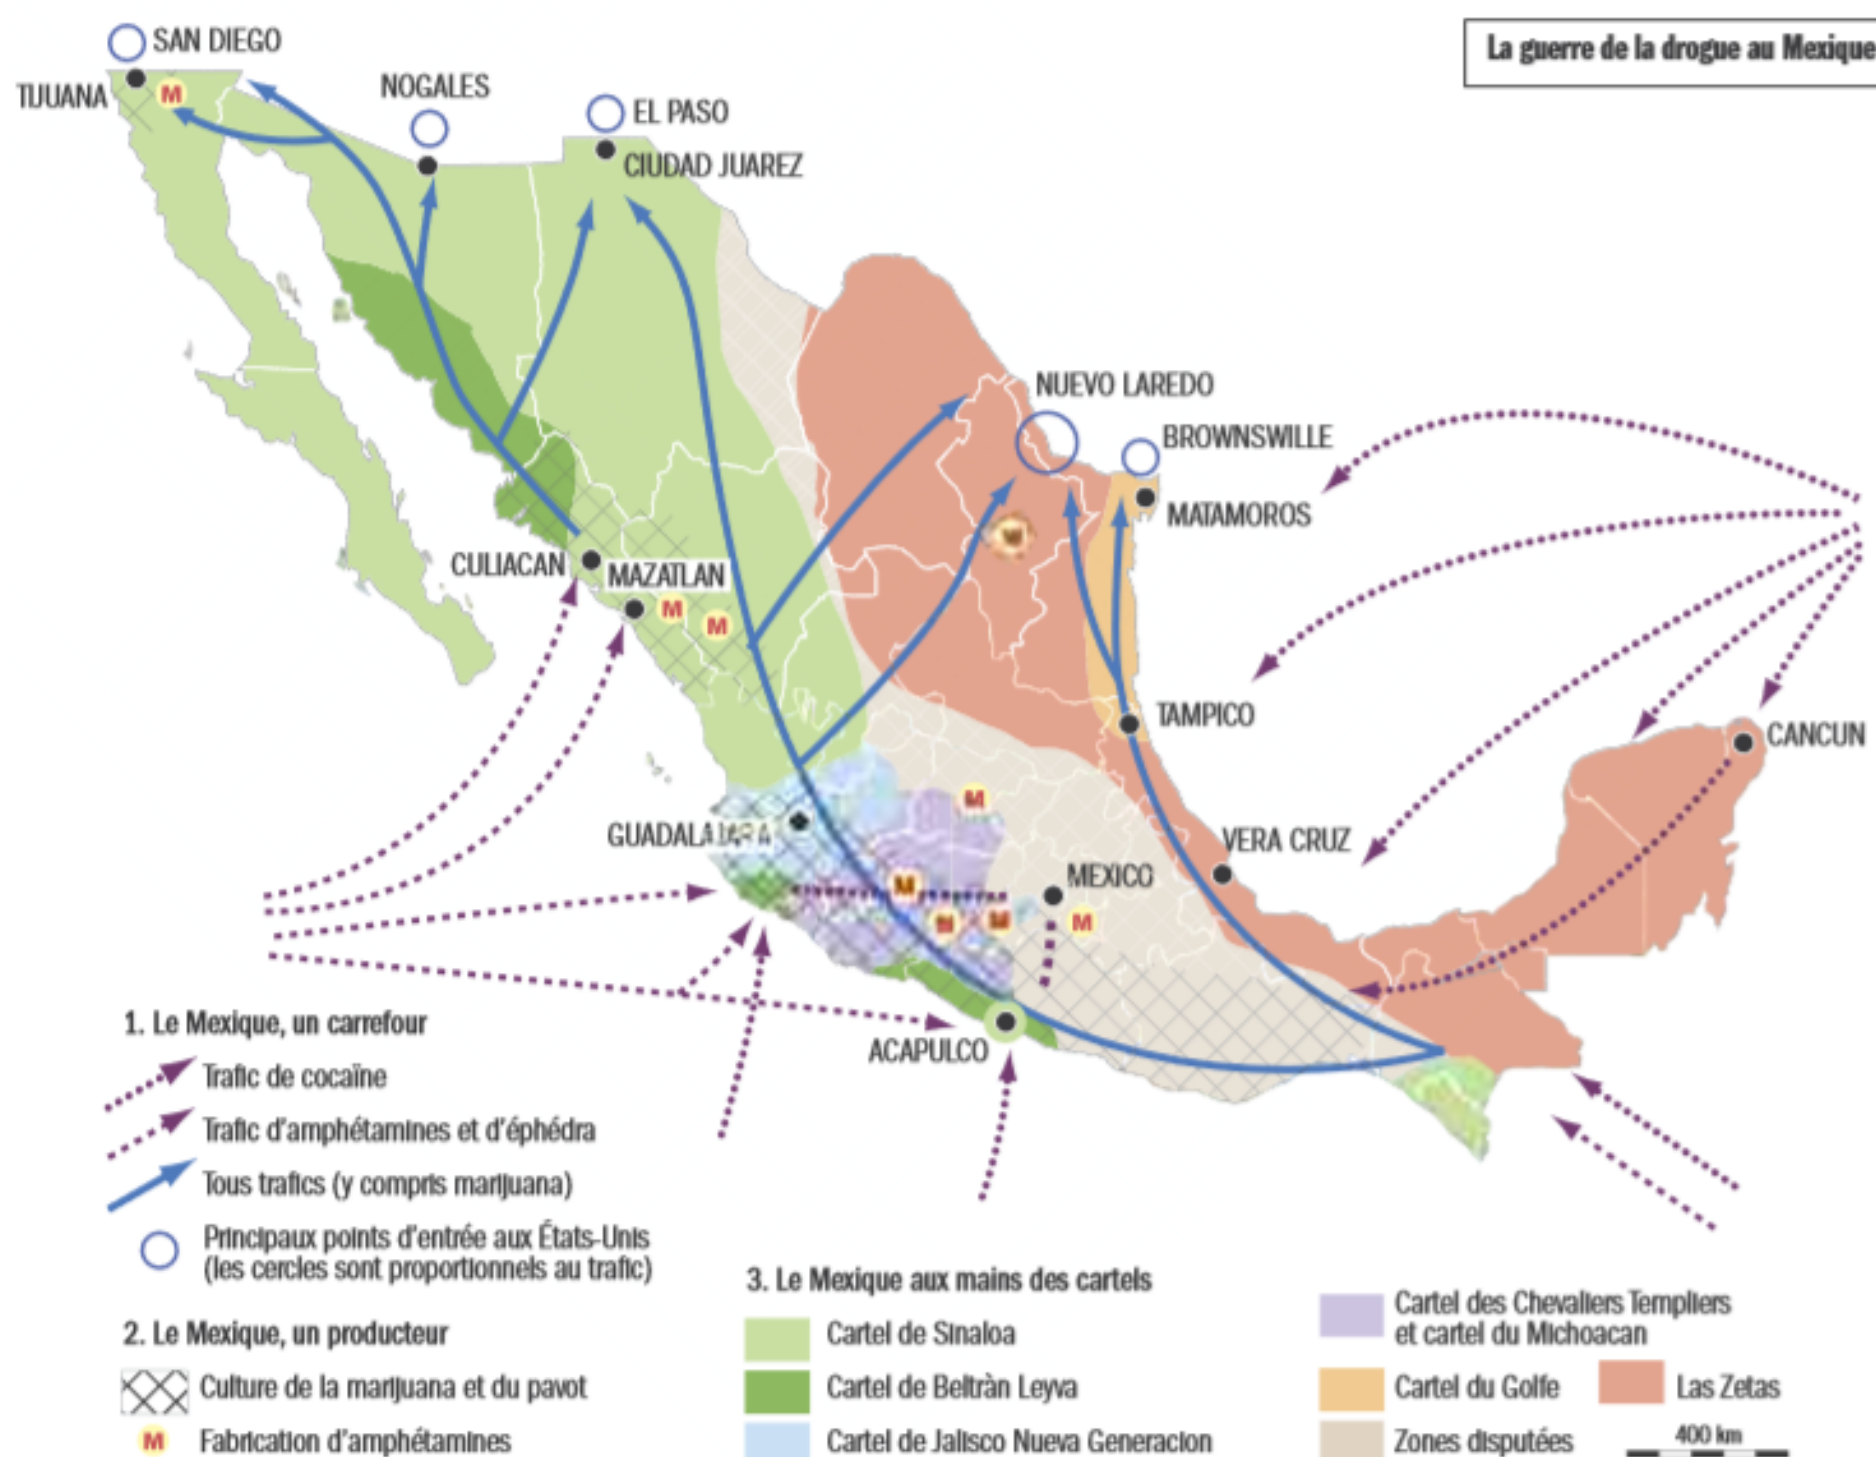 La guerre de la drogue au Mexique
SAN DIEGO
TIJUANA
M
NOGALES
EL PASO
CIUDAD JUAREZ
NUEVO LAREDO
BROWNSWILLE
MATAMOROS
M
CULIACAN
MAZATLAN
M
M
TAMPICO
CANCUN
GUADALAJARA
M
VERA CRUZ
MEXICO
M
M
M
M
ACAPULCO
1. Le Mexique, un carrefour
Trafic de cocaïne
Trafic d'amphétamines et d'éphédra
Tous trafics (y compris marijuana)
Principaux points d'entrée aux États-Unis
(les cercles sont proportionnels au trafic)
2. Le Mexique, un producteur
Culture de la marijuana et du pavot
M Fabrication d'amphétamines
3. Le Mexique aux mains des cartels
Cartel de Sinaloa
Cartel de Beltràn Leyva
Cartel de Jalisco Nueva Generacion
Cartel des Chevaliers Templiers
et cartel du Michoacan
Cartel du Golfe
Las Zetas
Zones disputées
400 km